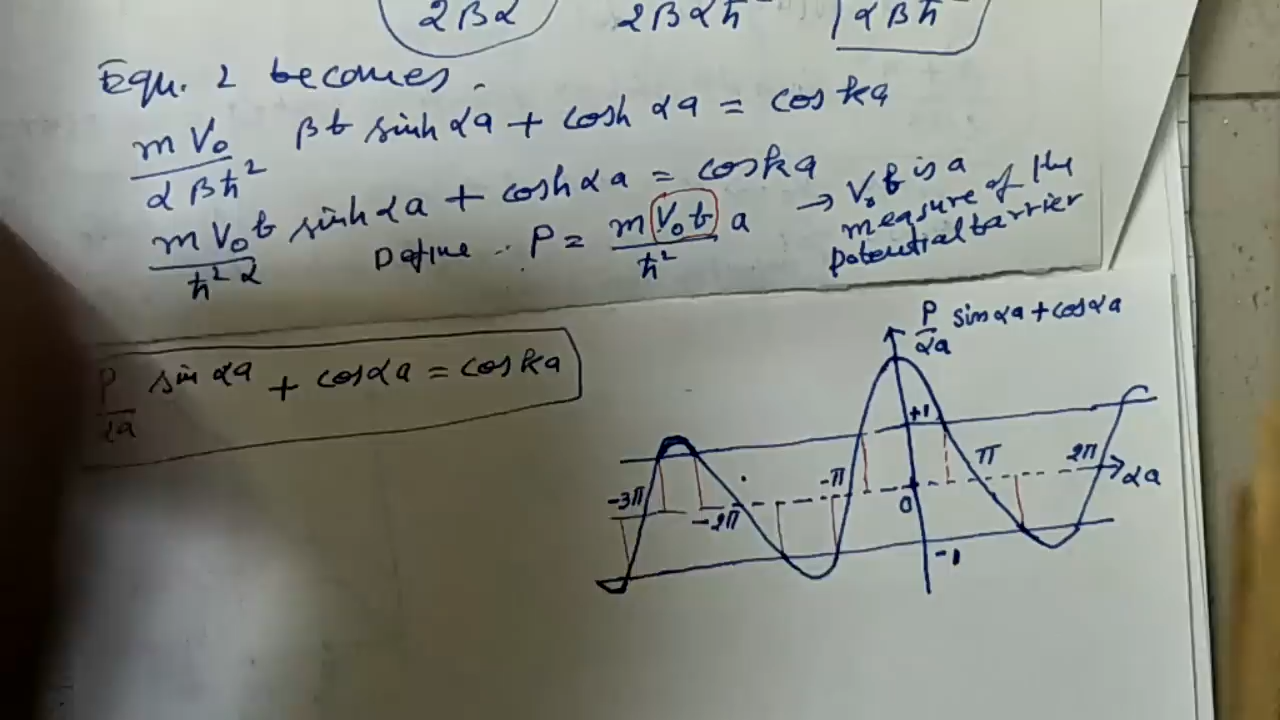 2βα 2βαħ αβħ
Equ. 2 becomes.
mV₀/αβħ² βb sinh αa + cosh αa = cos ka
mV₀b/ħ²α sinh αa + cosh αa = cos ka
Define :- P = mV₀b/ħ² a → V₀b is a measure of the potential barrier
P/αa sin αa + cos αa
P/αa sin αa + cos αa = cos ka
+1
-3π -2π -π 0 π 2π αa
-1